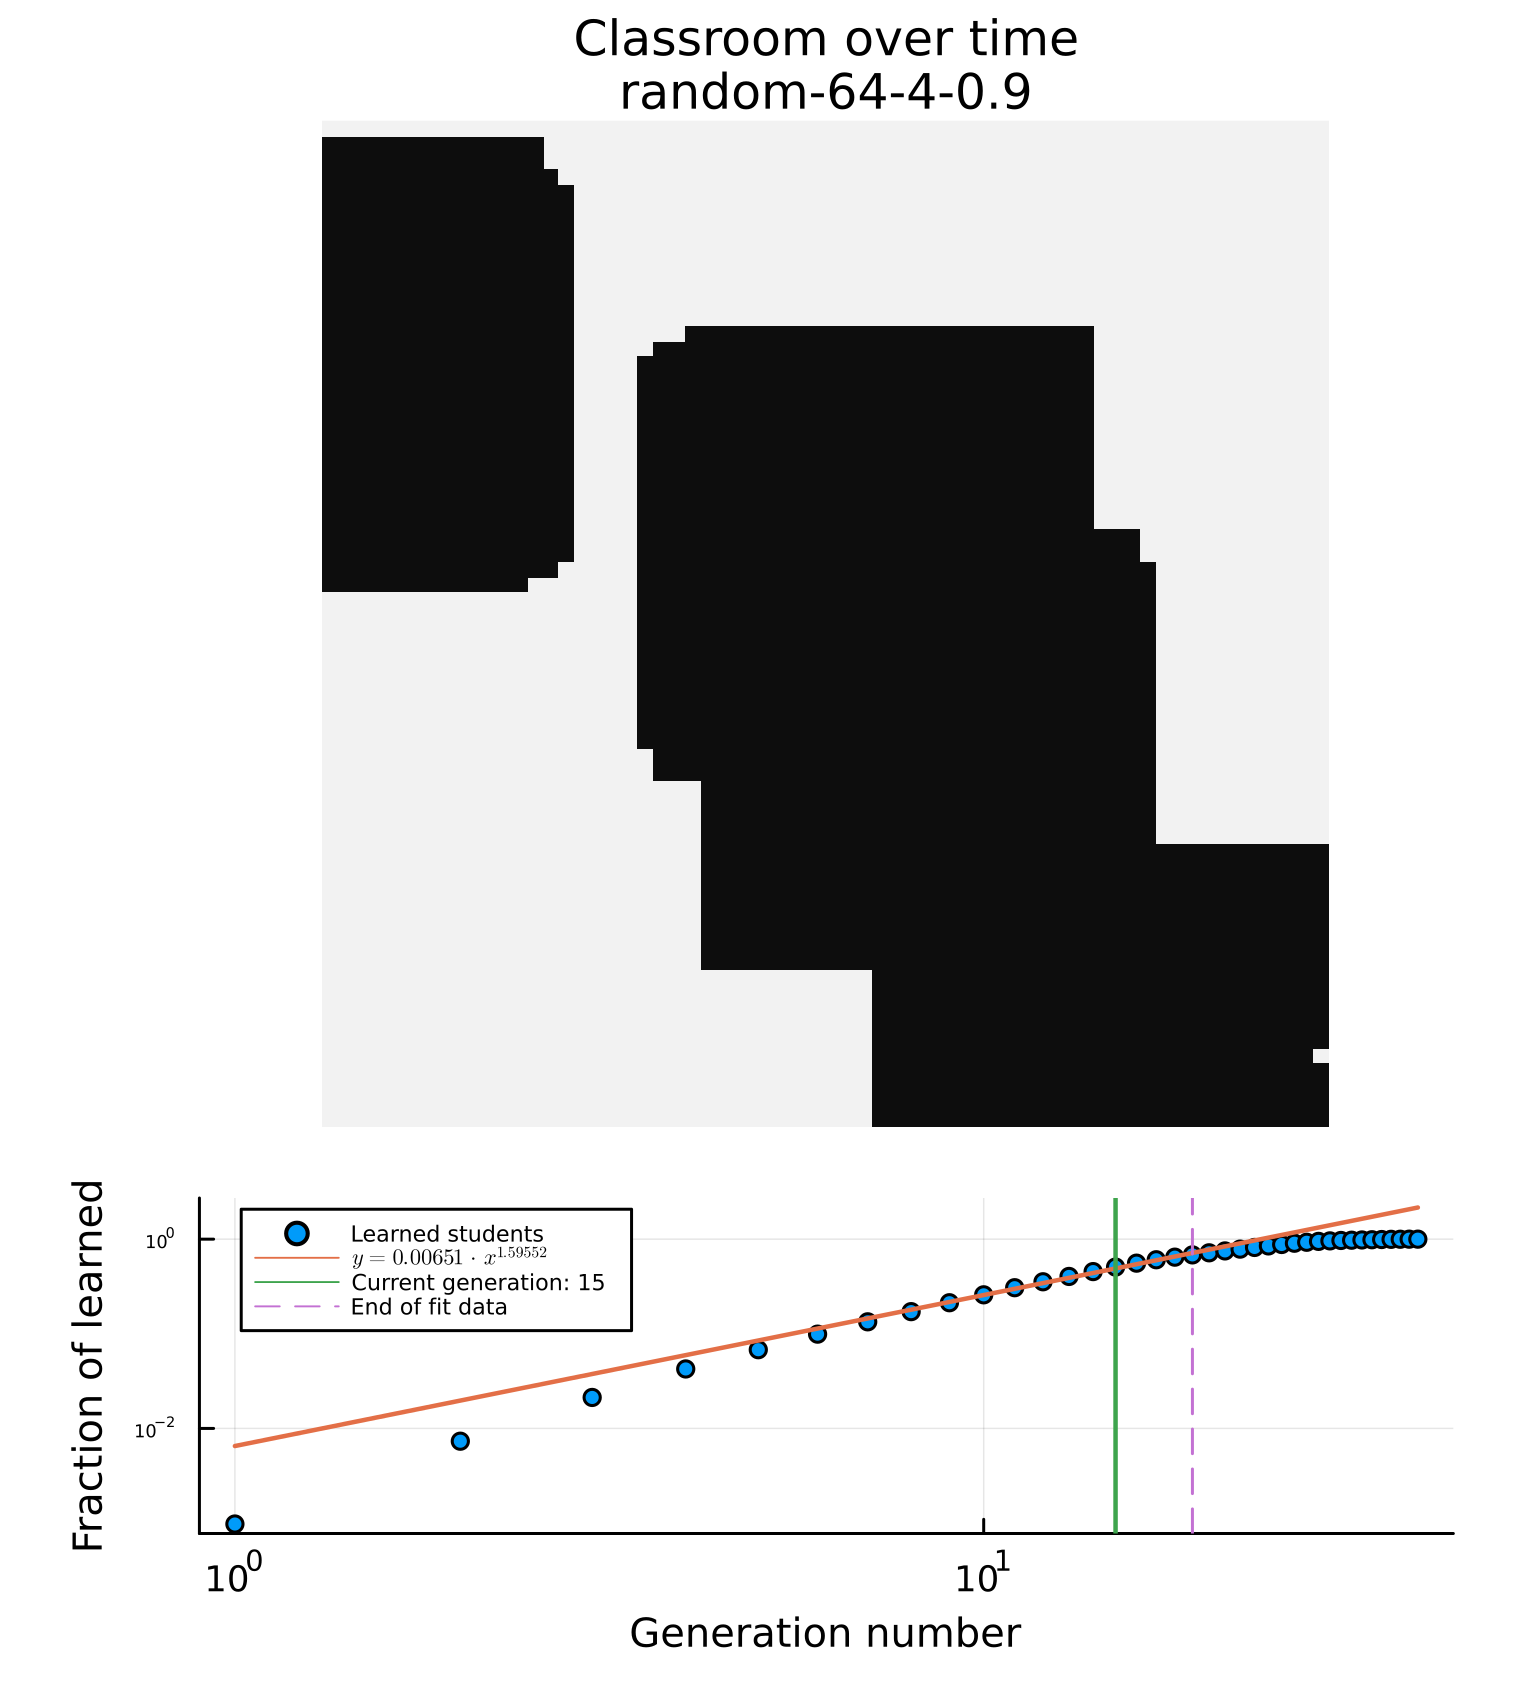 Classroom over time
random-64-4-0.9
Fraction of learned
10^0
10^-2
Learned students
y = 0.00651 · x^1.59552
Current generation: 15
End of fit data
10^0
10^1
Generation number